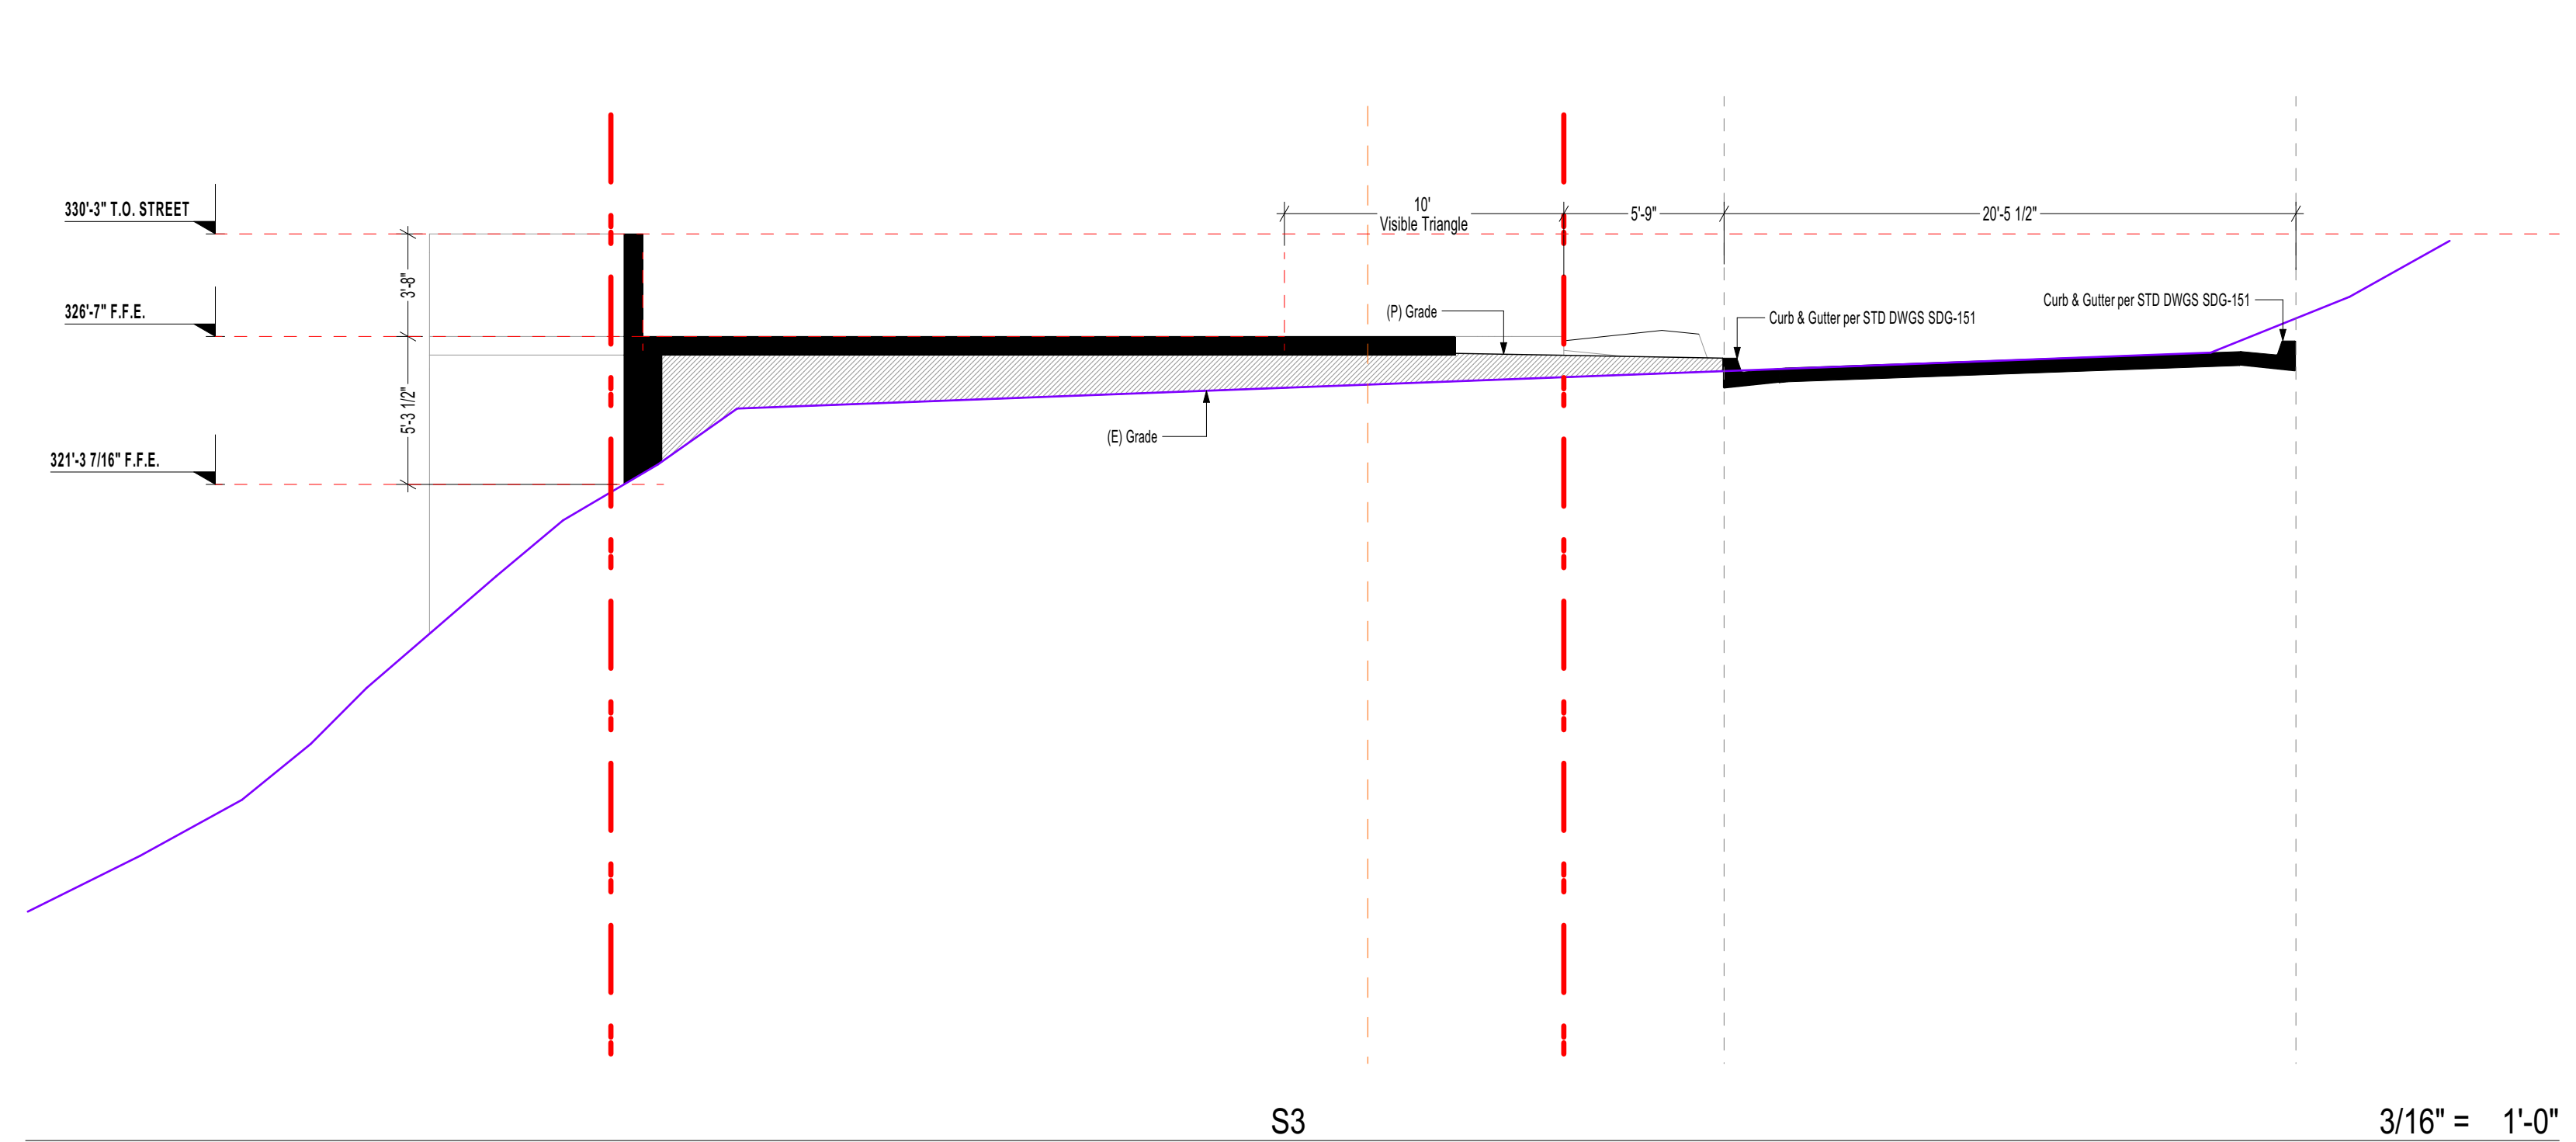 10'
330'-3" T.O. STREET
5'-9"
20'-5 1/2"
Visible Triangle
3'-8"
Curb & Gutter per STD DWGS SDG-151
326'-7" F.F.E.
(P) Grade
Curb & Gutter per STD DWGS SDG-151
5'-3 1/2"
(E) Grade
321'-3 7/16" F.F.E.
S3
3/16" = 1'-0"